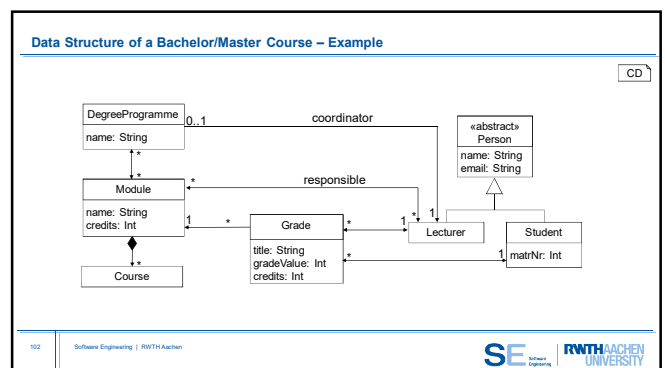 Data Structure of a Bachelor/Master Course – Example
CD
DegreeProgramme
name: String
0..1
coordinator
«abstract»
Person
name: String
email: String
*
*
Module
name: String
credits: Int
*
responsible
*
1
1
*
Grade
title: String
gradeValue: Int
credits: Int
*
1
Lecturer
Student
matrNr: Int
*
1
*
Course
102
Software Engineering | RWTH Aachen
SE
Software
Engineering
RWTHAACHEN
UNIVERSITY